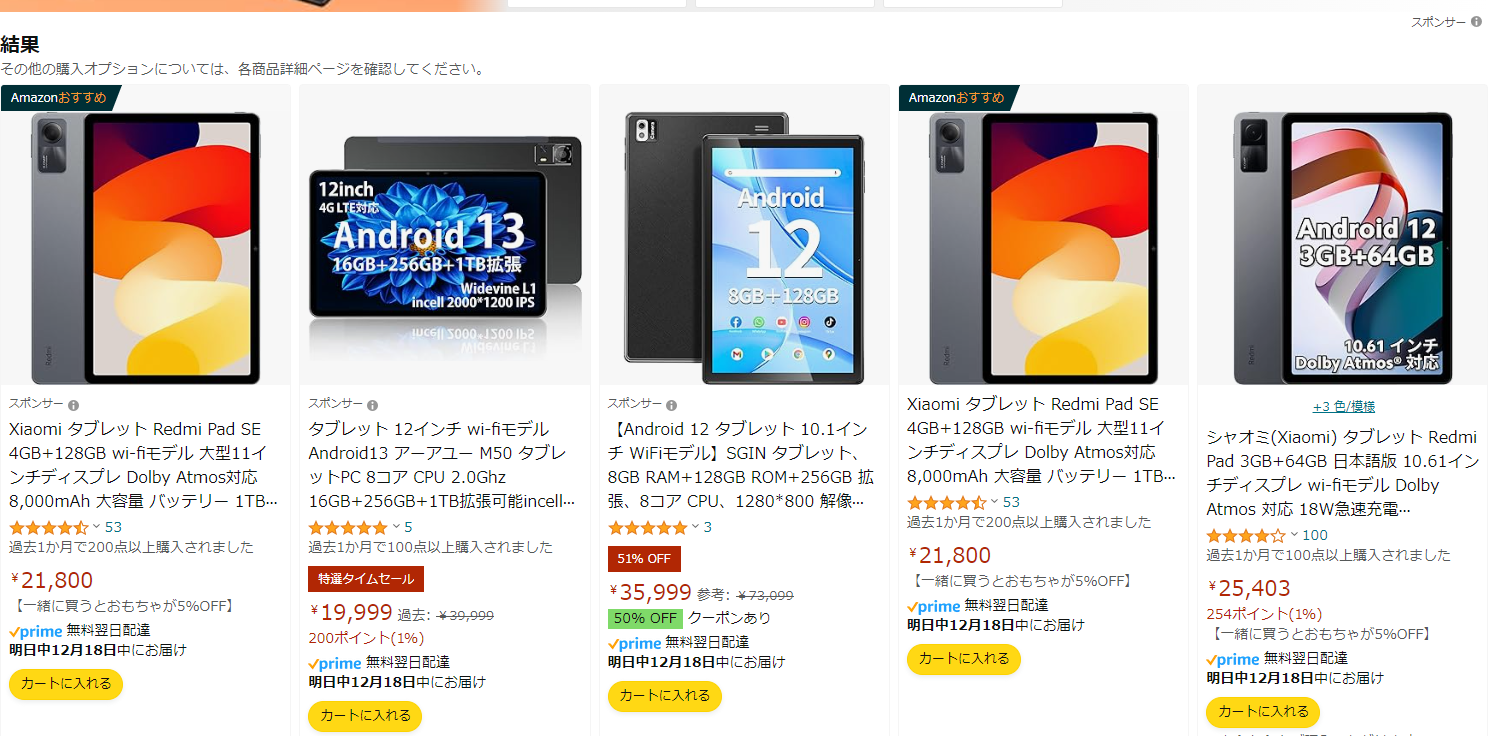 スポンサー
結果
その他の購入オプションについては、各商品詳細ページを確認してください。
Amazonおすすめ
Redmi
スポンサー
Xiaomi タブレット Redmi Pad SE
4GB+128GB wi-fiモデル 大型11イ
ンチディスプレイ Dolby Atmos対応
8,000mAh 大容量 バッテリー 1TB…
53
過去1か月で200点以上購入されました
¥21,800
【一緒に買うとおもちゃが5%OFF】
prime 無料翌日配達
明日中12月18日中にお届け
カートに入れる
12inch
4G LTE対応
Android 13
16GB+256GB+1TB拡張
Widevine L1
incell 2000*1200 IPS
スポンサー
タブレット 12インチ wi-fiモデル
Android13 アーアユー M50 タブレ
ットPC 8コア CPU 2.0Ghz
16GB+256GB+1TB拡張可能incell…
5
過去1か月で100点以上購入されました
特選タイムセール
¥19,999 過去: ¥39,999
200ポイント(1%)
prime 無料翌日配達
明日中12月18日中にお届け
カートに入れる
Android
12
8GB+128GB
スポンサー
【Android 12 タブレット 10.1イン
チ WiFiモデル】SGIN タブレット、
8GB RAM+128GB ROM+256GB 拡
張、8コア CPU、1280*800 解像…
3
51% OFF
¥35,999 参考: ¥73,099
50% OFF クーポンあり
prime 無料翌日配達
明日中12月18日中にお届け
カートに入れる
Amazonおすすめ
Redmi
Xiaomi タブレット Redmi Pad SE
4GB+128GB wi-fiモデル 大型11イ
ンチディスプレイ Dolby Atmos対応
8,000mAh 大容量 バッテリー 1TB…
53
過去1か月で200点以上購入されました
¥21,800
【一緒に買うとおもちゃが5%OFF】
prime 無料翌日配達
明日中12月18日中にお届け
カートに入れる
Android 12
3GB+64GB
10.61 インチ
Dolby Atmos® 対応
Redmi
+3 色/模様
シャオミ(Xiaomi) タブレット Redmi
Pad 3GB+64GB 日本語版 10.61イン
チディスプレイ wi-fiモデル Dolby
Atmos 対応 18W急速充電…
100
過去1か月で100点以上購入されました
¥25,403
254ポイント(1%)
【一緒に買うとおもちゃが5%OFF】
prime 無料翌日配達
明日中12月18日中にお届け
カートに入れる